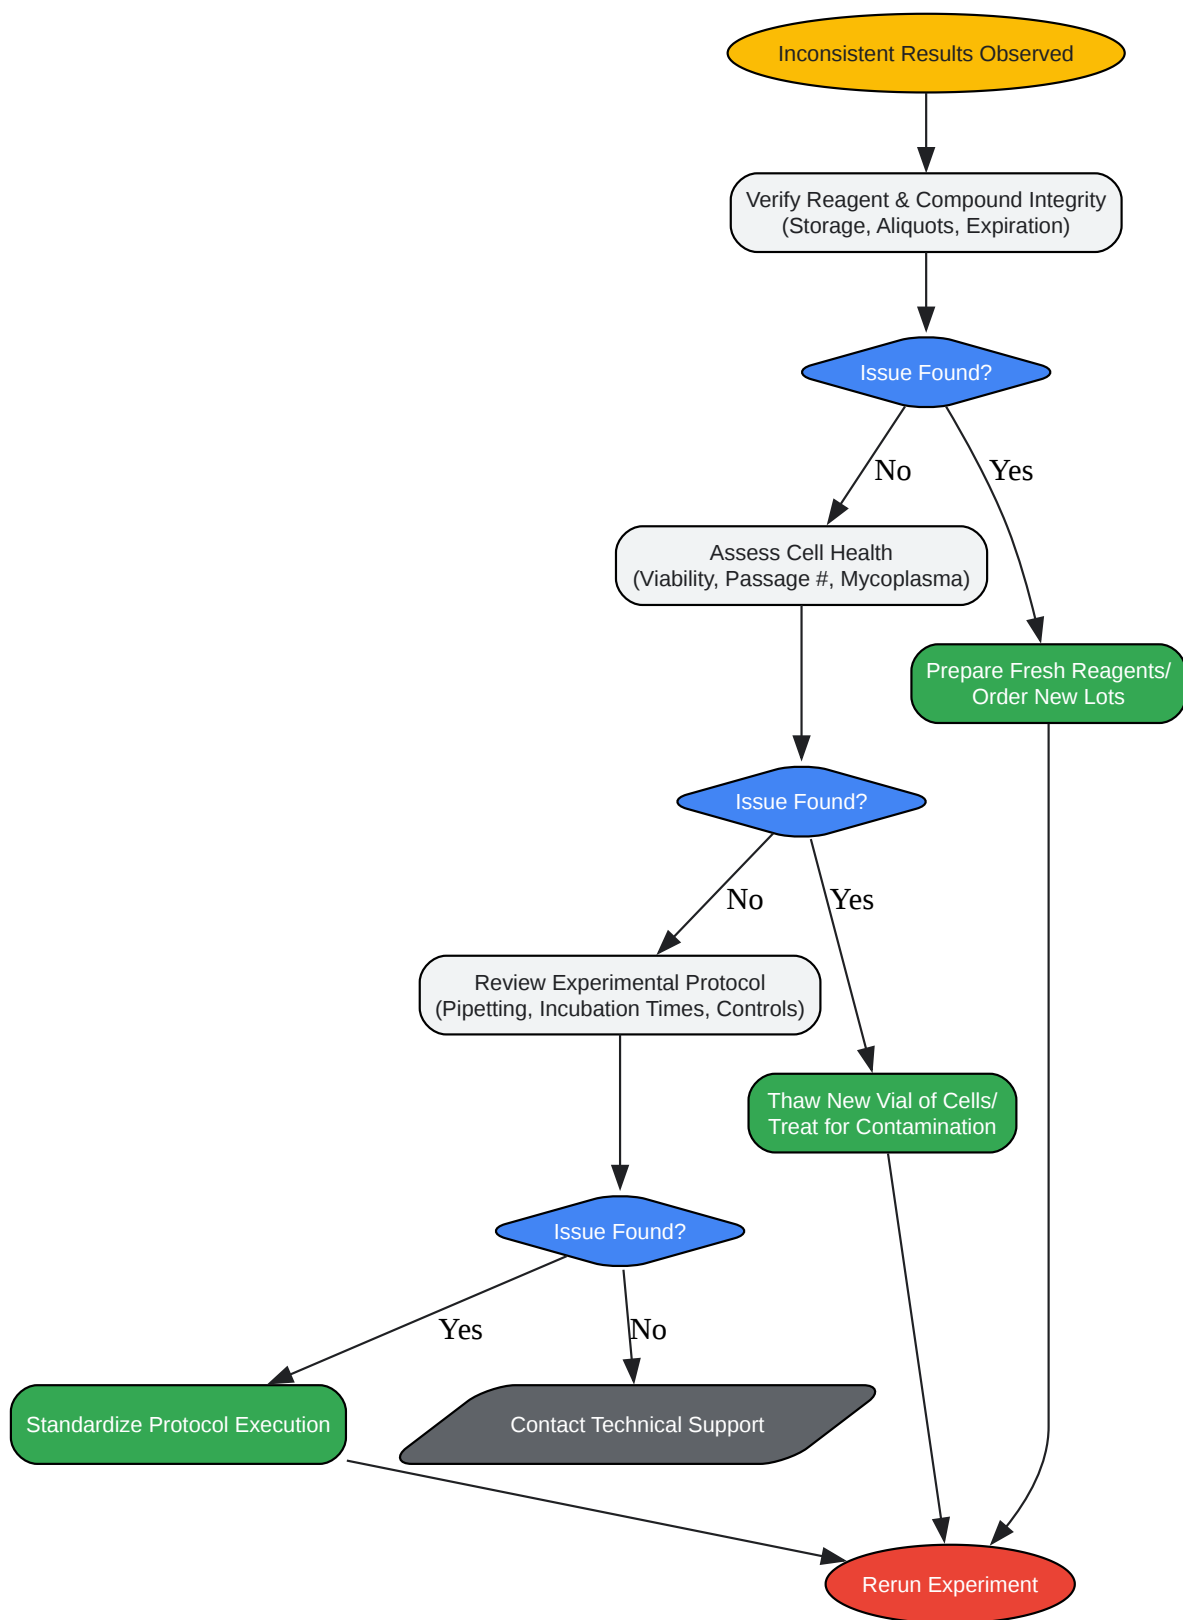 Inconsistent Results Observed
Verify Reagent & Compound Integrity
(Storage, Aliquots, Expiration)
Issue Found?
No
Yes
Assess Cell Health
(Viability, Passage #, Mycoplasma)
Prepare Fresh Reagents/
Order New Lots
Issue Found?
No
Yes
Review Experimental Protocol
(Pipetting, Incubation Times, Controls)
Thaw New Vial of Cells/
Treat for Contamination
Issue Found?
Yes
No
Standardize Protocol Execution
Contact Technical Support
Rerun Experiment